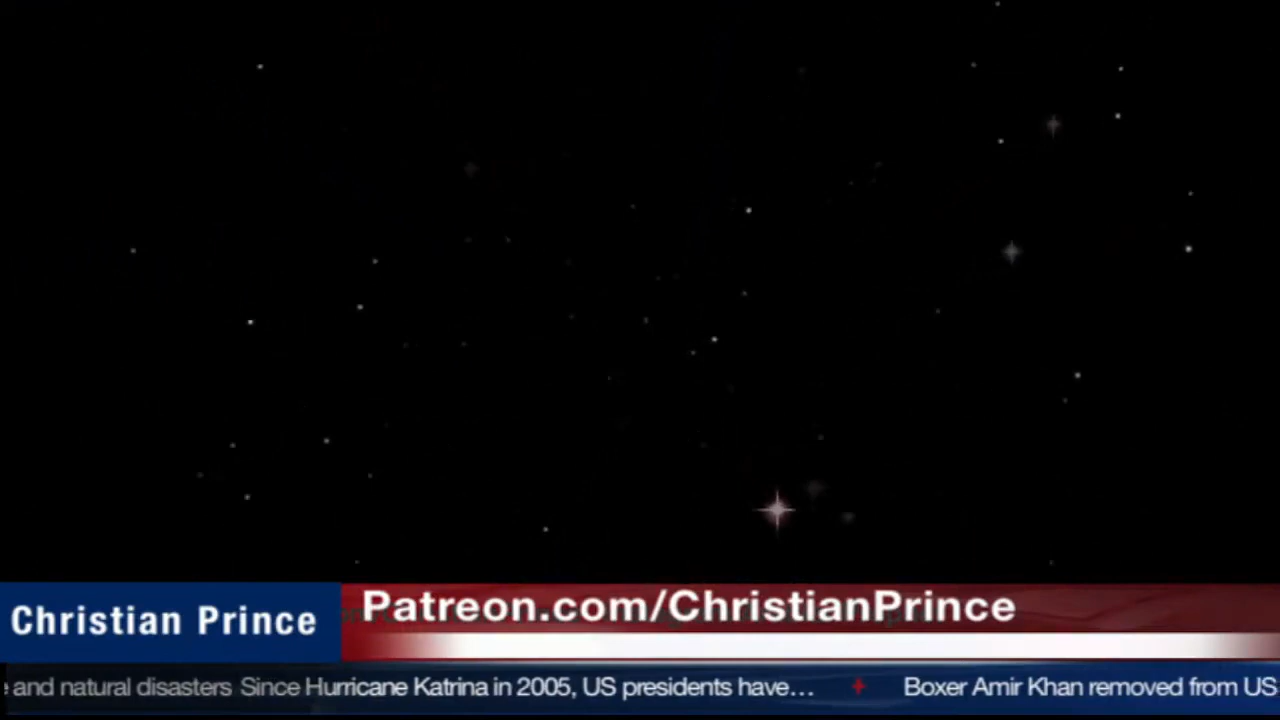 Christian Prince
Patreon.com/ChristianPrince
and natural disasters Since Hurricane Katrina in 2005, US presidents have... Boxer Amir Khan removed from US